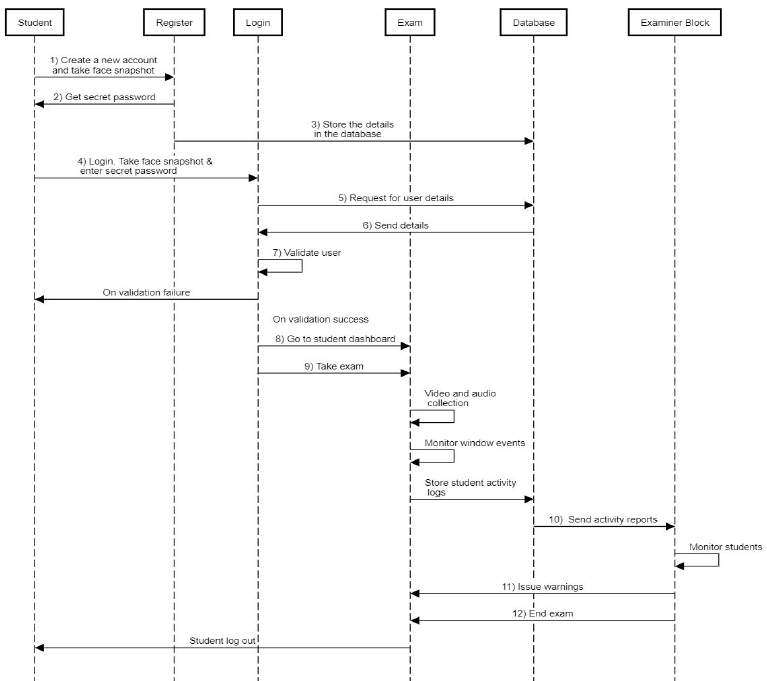 Student
Register
Login
Exam
Database
Examiner Block
1) Create a new account
and take face snapshot
2) Get secret password
3) Store the details
in the database
4) Login. Take face snapshot &
enter secret password
5) Request for user details
6) Send details
7) Validate user
On validation failure
On validation success
8) Go to student dashboard
9) Take exam
Video and audio
collection
Monitor window events
Store student activity
logs
10) Send activity reports
Monitor students
11) Issue warnings
12) End exam
Student log out